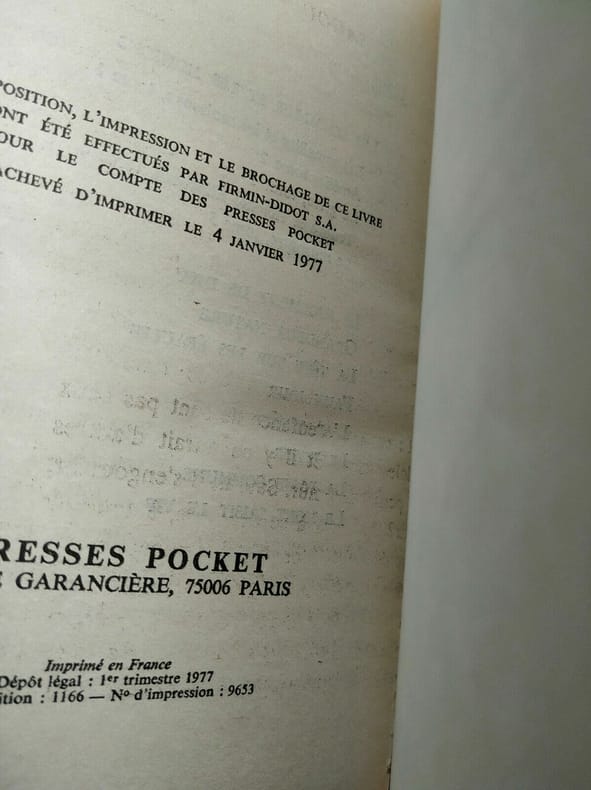 POSITION, L'IMPRESSION ET LE BROCHAGE DE CE LIVRE
ONT ÉTÉ EFFECTUÉS PAR FIRMIN-DIDOT S.A.
OUR LE COMPTE DES PRESSES POCKET
ACHEVÉ D'IMPRIMER LE 4 JANVIER 1977
RESSES POCKET
E GARANCIÈRE, 75006 PARIS
Imprimé en France
Dépôt légal : 1er trimestre 1977
ition : 1166 — No d'impression : 9653